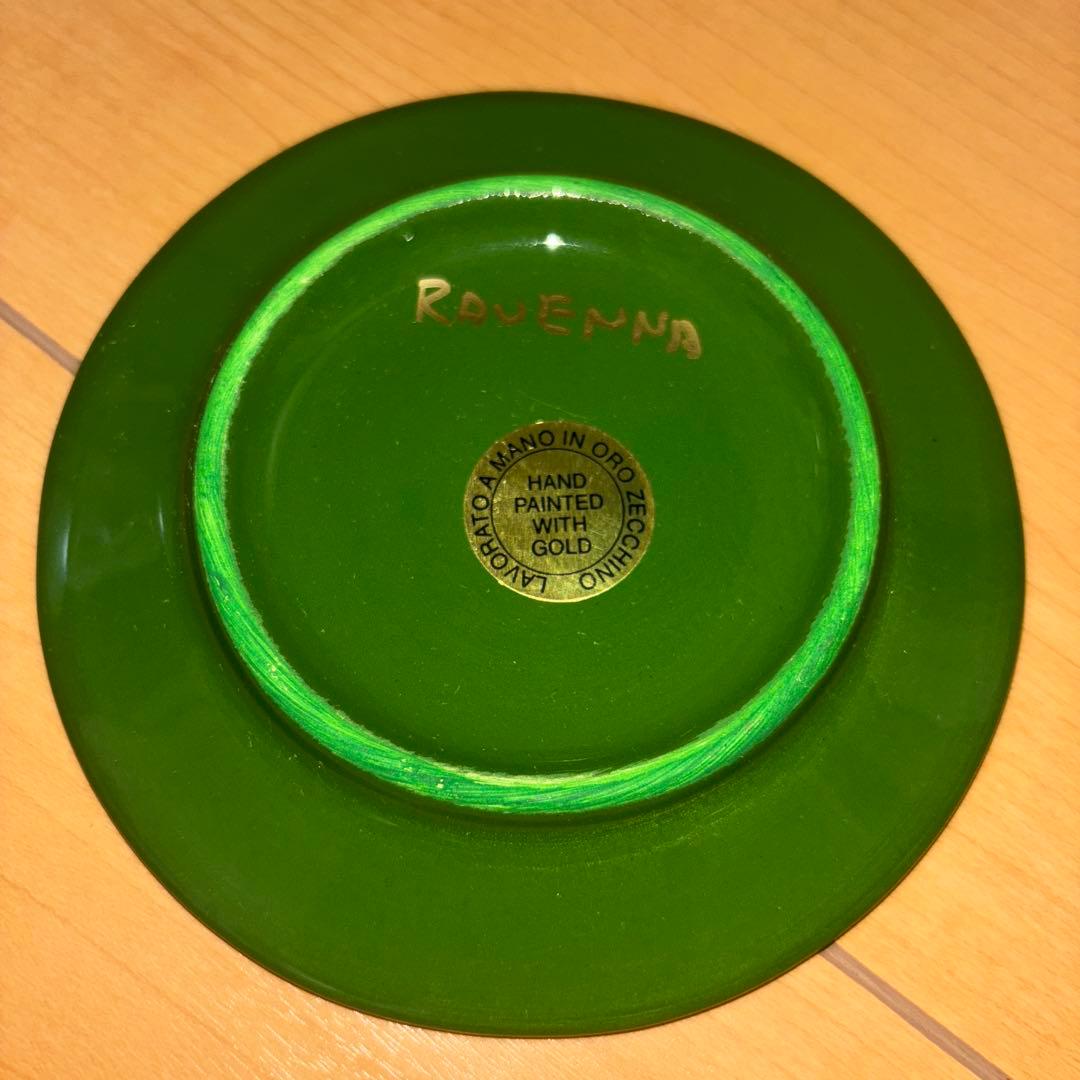 RAVENNA
LAVORATO A MANO IN ORO ZECCHINO
HAND
PAINTED
WITH
GOLD